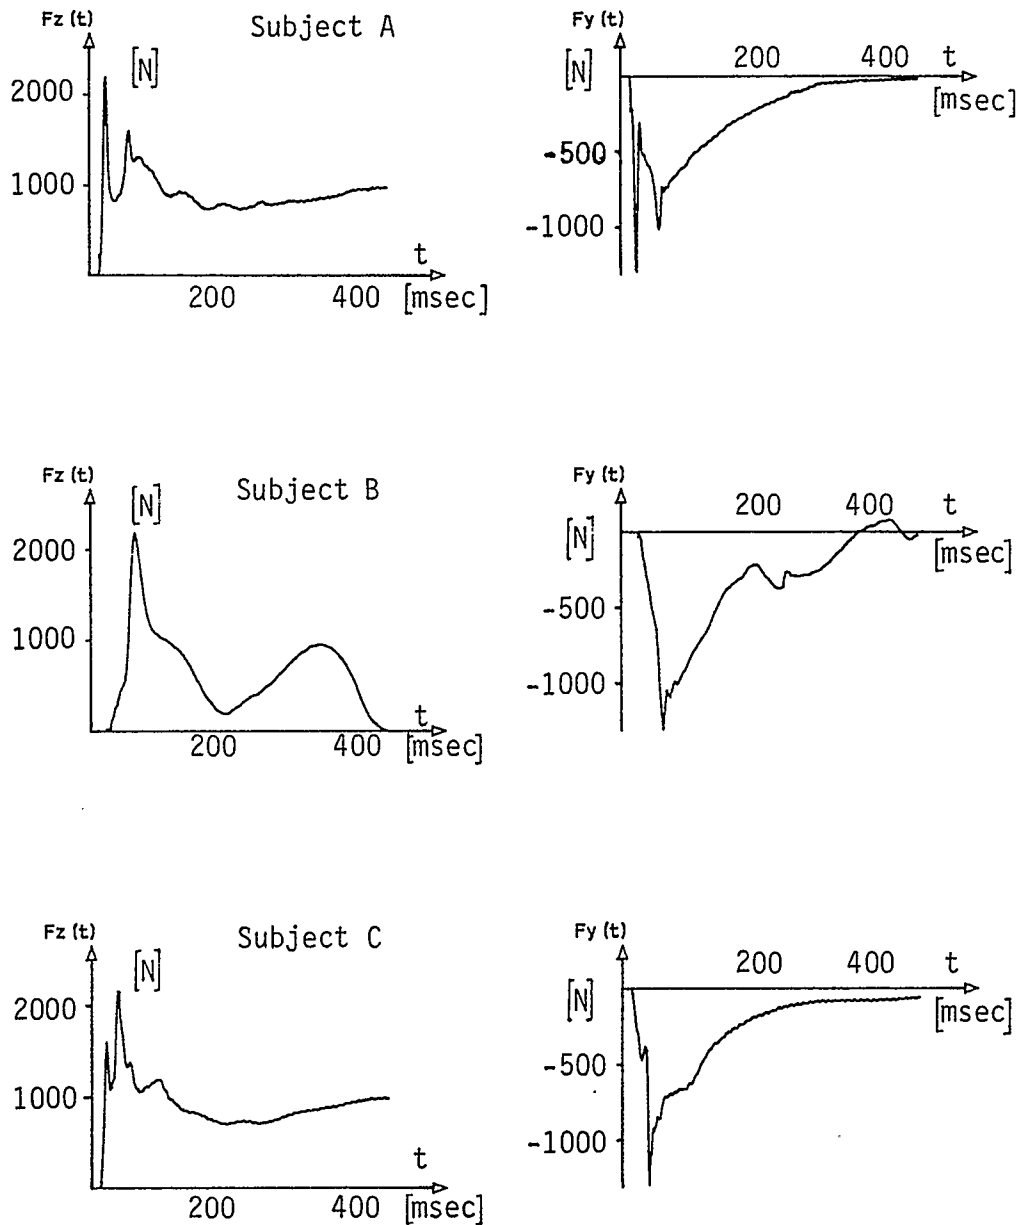 Fz (t)
Subject A
[N]
2000
1000
t
200
400
[msec]
Fy (t)
[N]
200
400
t
[msec]
-500
-1000
Fz (t)
Subject B
[N]
2000
1000
t
200
400
[msec]
Fy (t)
[N]
200
400
t
[msec]
-500
-1000
Fz (t)
Subject C
[N]
2000
1000
t
200
400
[msec]
Fy (t)
[N]
200
400
t
[msec]
-500
-1000